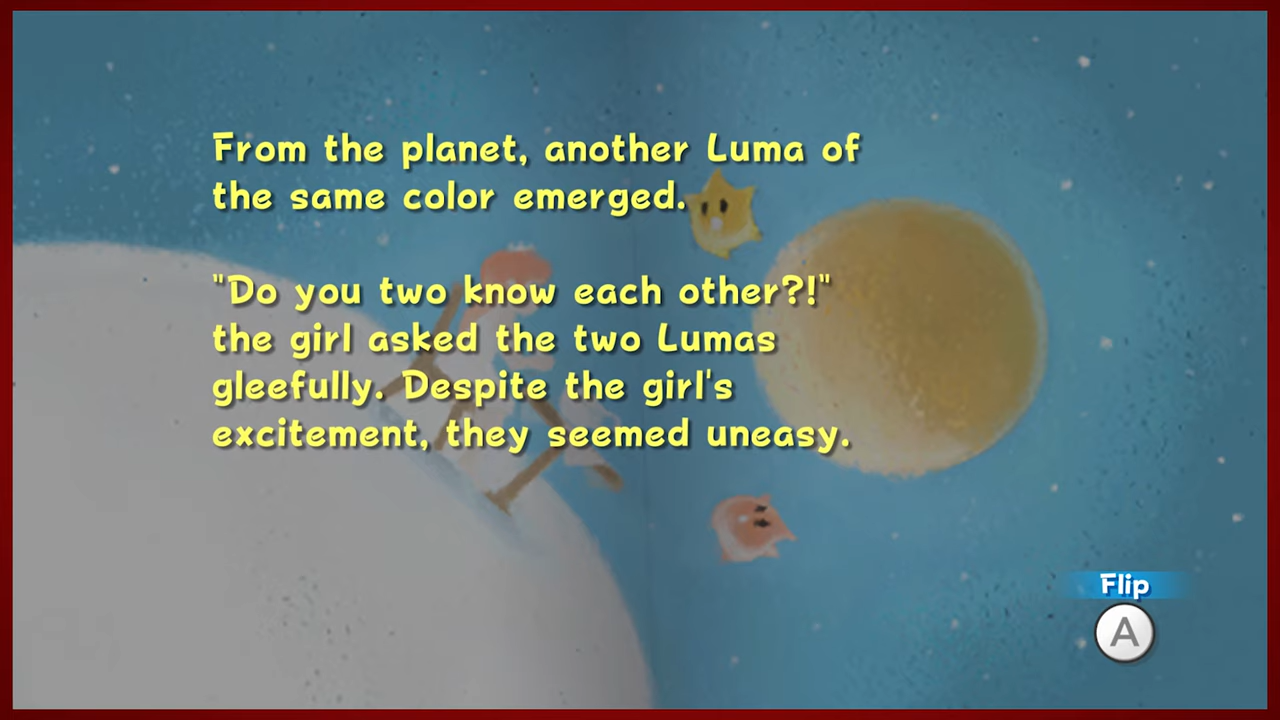 From the planet, another Luma of
the same color emerged.
"Do you two know each other?!"
the girl asked the two Lumas
gleefully. Despite the girl's
excitement, they seemed uneasy.
Flip
A